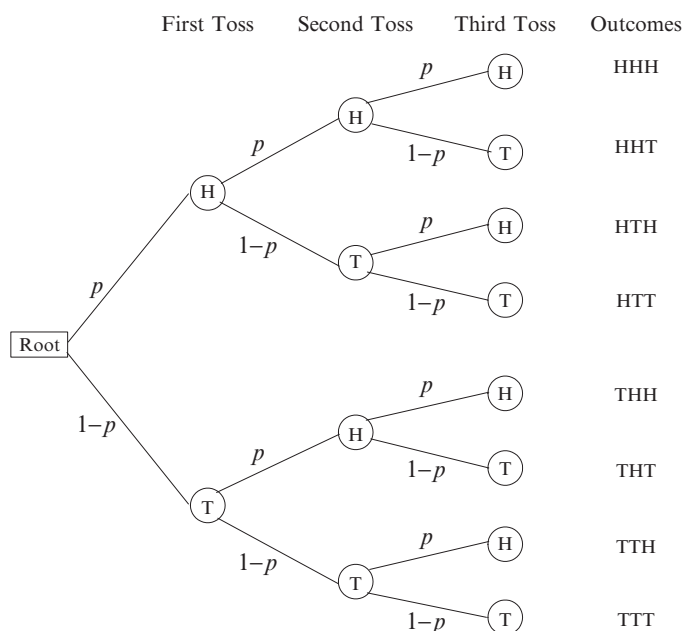 First Toss Second Toss Third Toss Outcomes
p H HHH
H
p 1−p T HHT
H
1−p p H HTH
T
p 1−p T HTT
Root
1−p p H THH
H
p 1−p T THT
T
1−p p H TTH
T
1−p T TTT